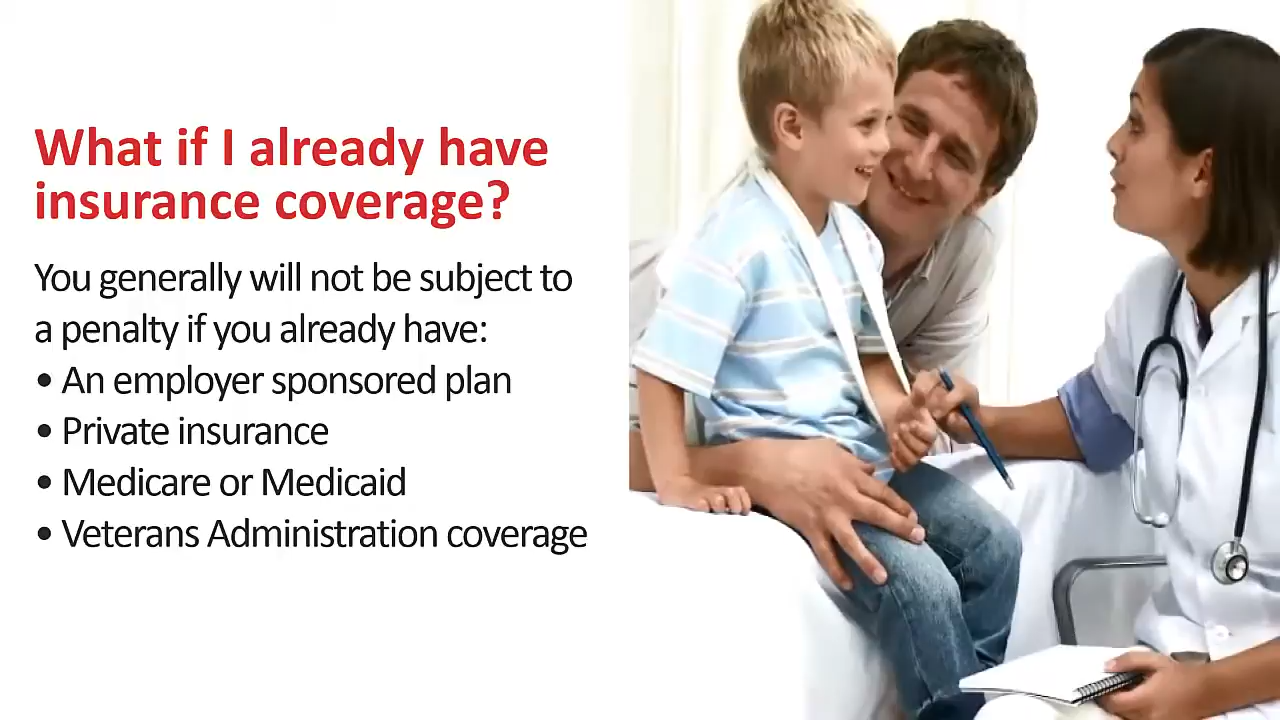 What if I already have
insurance coverage?
You generally will not be subject to
a penalty if you already have:
• An employer sponsored plan
• Private insurance
• Medicare or Medicaid
• Veterans Administration coverage